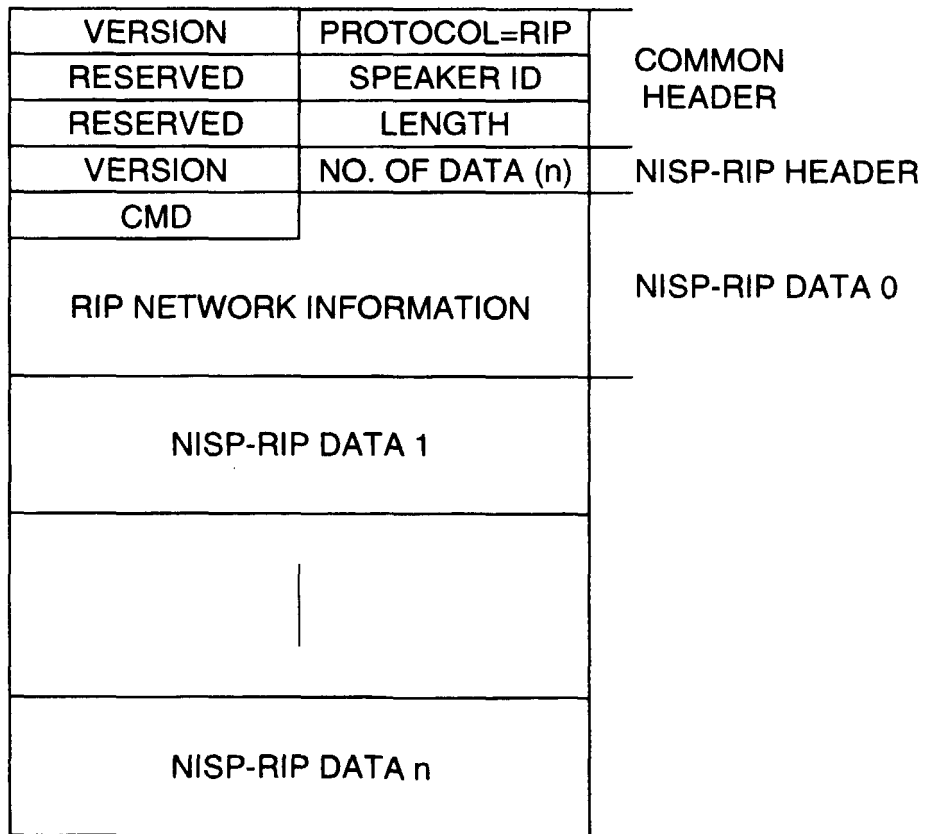 VERSION PROTOCOL=RIP
RESERVED SPEAKER ID
RESERVED LENGTH
COMMON
HEADER
VERSION NO. OF DATA (n) NISP-RIP HEADER
CMD
RIP NETWORK INFORMATION NISP-RIP DATA 0
NISP-RIP DATA 1
NISP-RIP DATA n